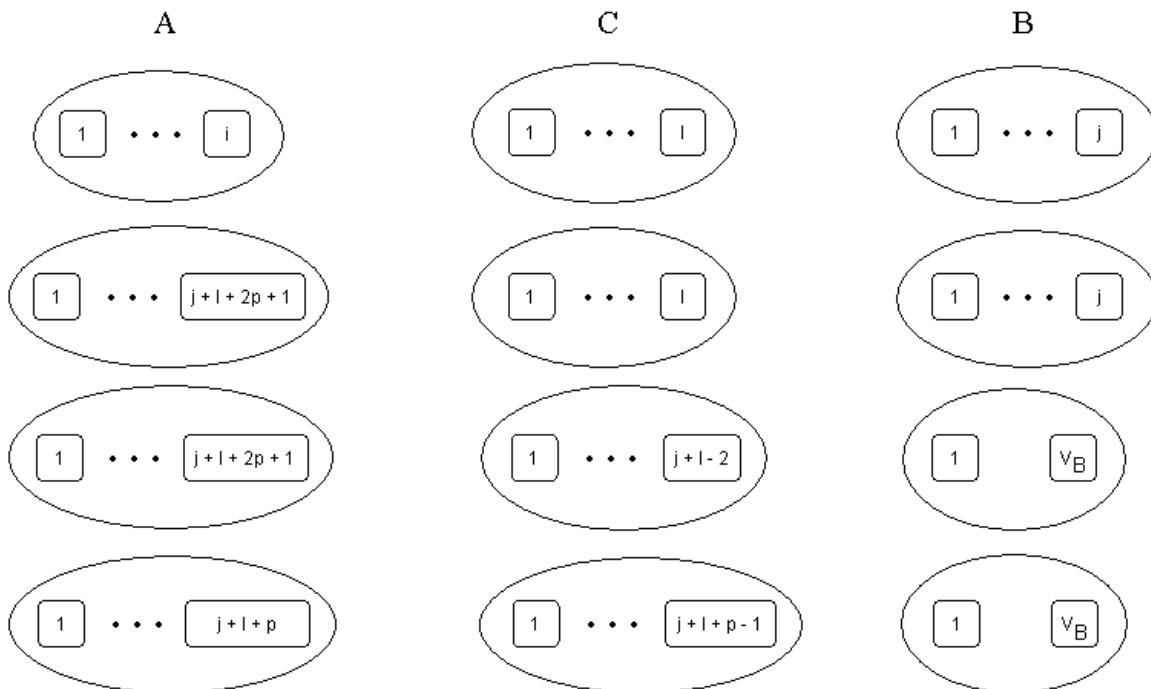 A C B
1 • • • i 1 • • • l 1 • • • j
1 • • • j + l + 2p + 1 1 • • • l 1 • • • j
1 • • • j + l + 2p + 1 1 • • • j + l - 2 1 V_B
1 • • • j + l + p 1 • • • j + l + p - 1 1 V_B